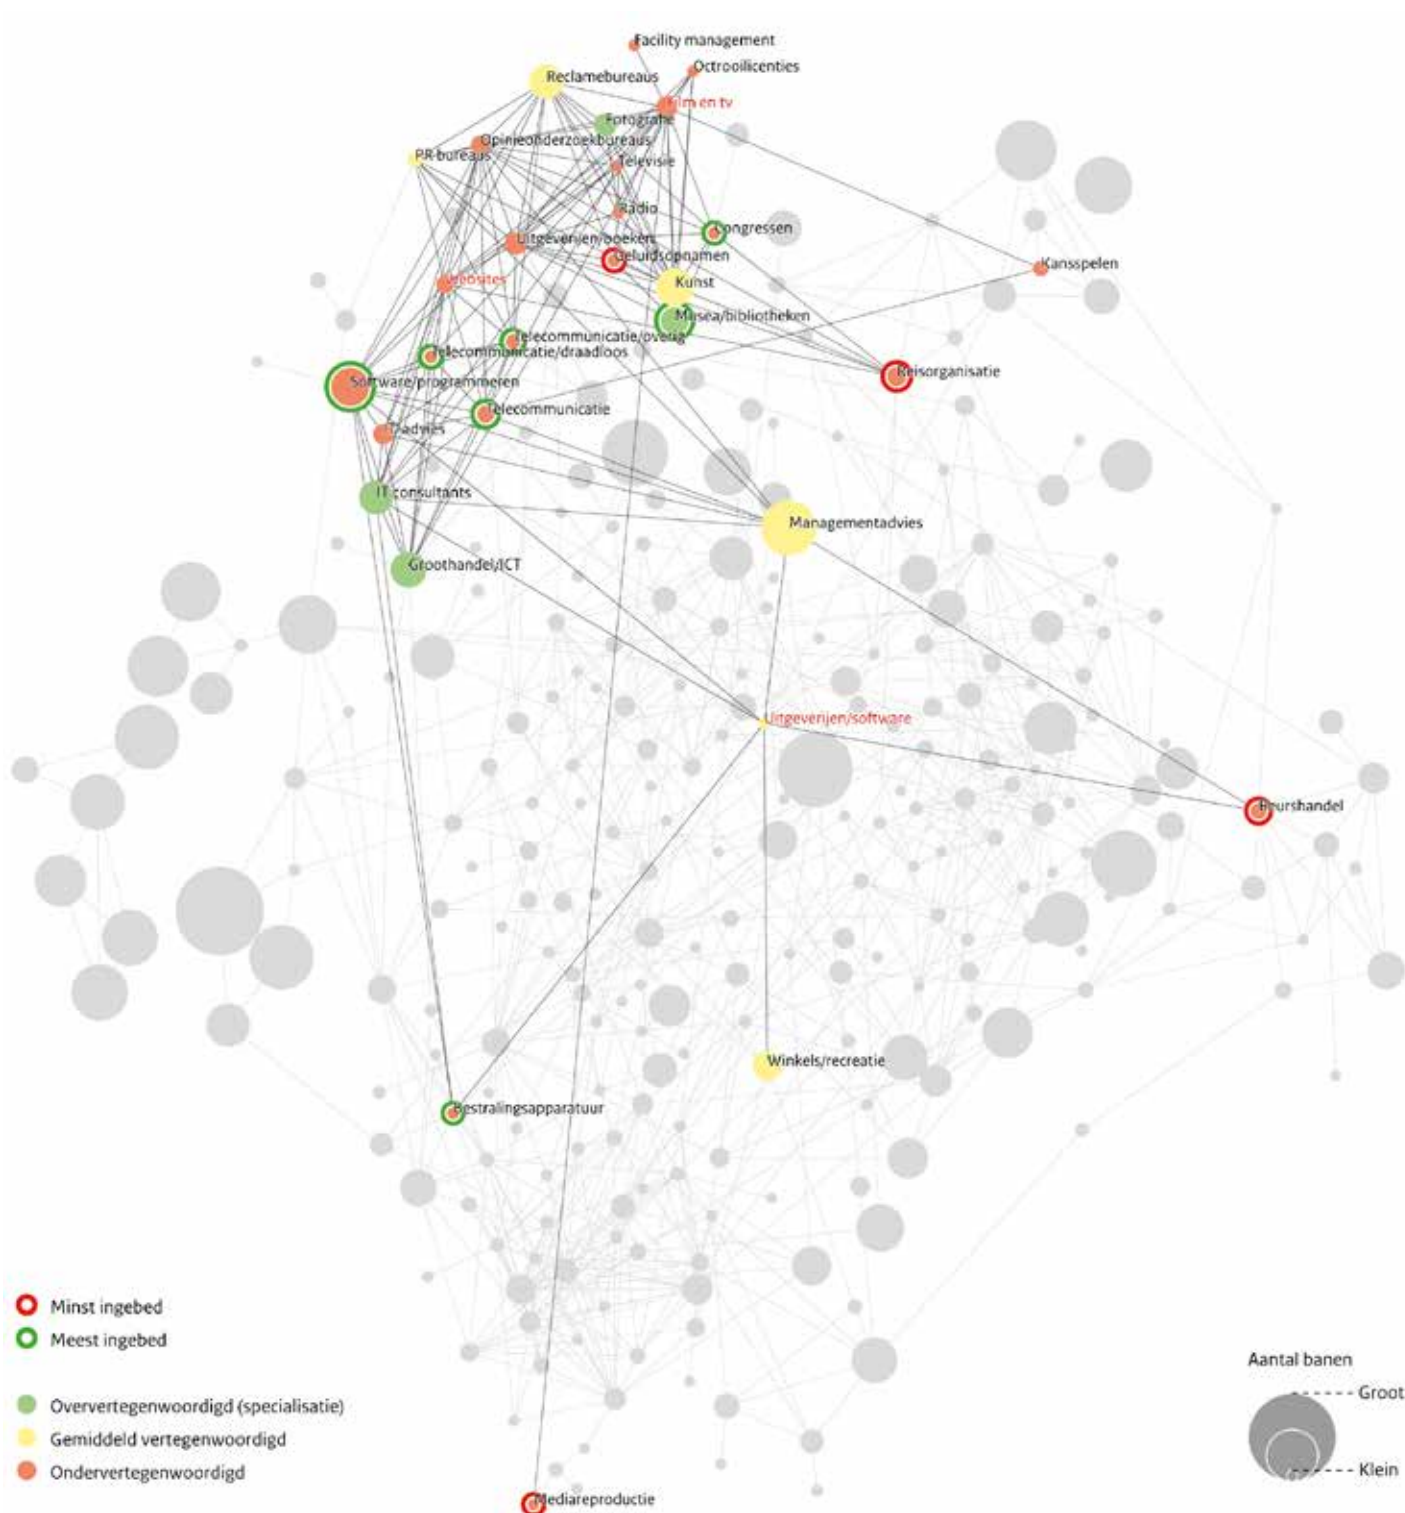 Facility management
Octrooilicenties
Reclamebureaus
Film en tv
Fotografie
Opinieonderzoekbureaus
PR-bureaus
Televisie
Radio
Congressen
Uitgeverijen/boeken
Geluidsopnamen
Kansspelen
Websites
Kunst
Musea/bibliotheken
Telecommunicatie/overig
Telecommunicatie/draadloos
Reisorganisatie
Software/programmeren
Telecommunicatie
IT-advies
IT consultants
Managementadvies
Groothandel/ICT
Uitgeverijen/software
Beurshandel
Winkels/recreatie
Bestralingsapparatuur
Mediareproductie
Minst ingebed
Meest ingebed
Oververtegenwoordigd (specialisatie)
Gemiddeld vertegenwoordigd
Ondervertegenwoordigd
Aantal banen
Groot
Klein